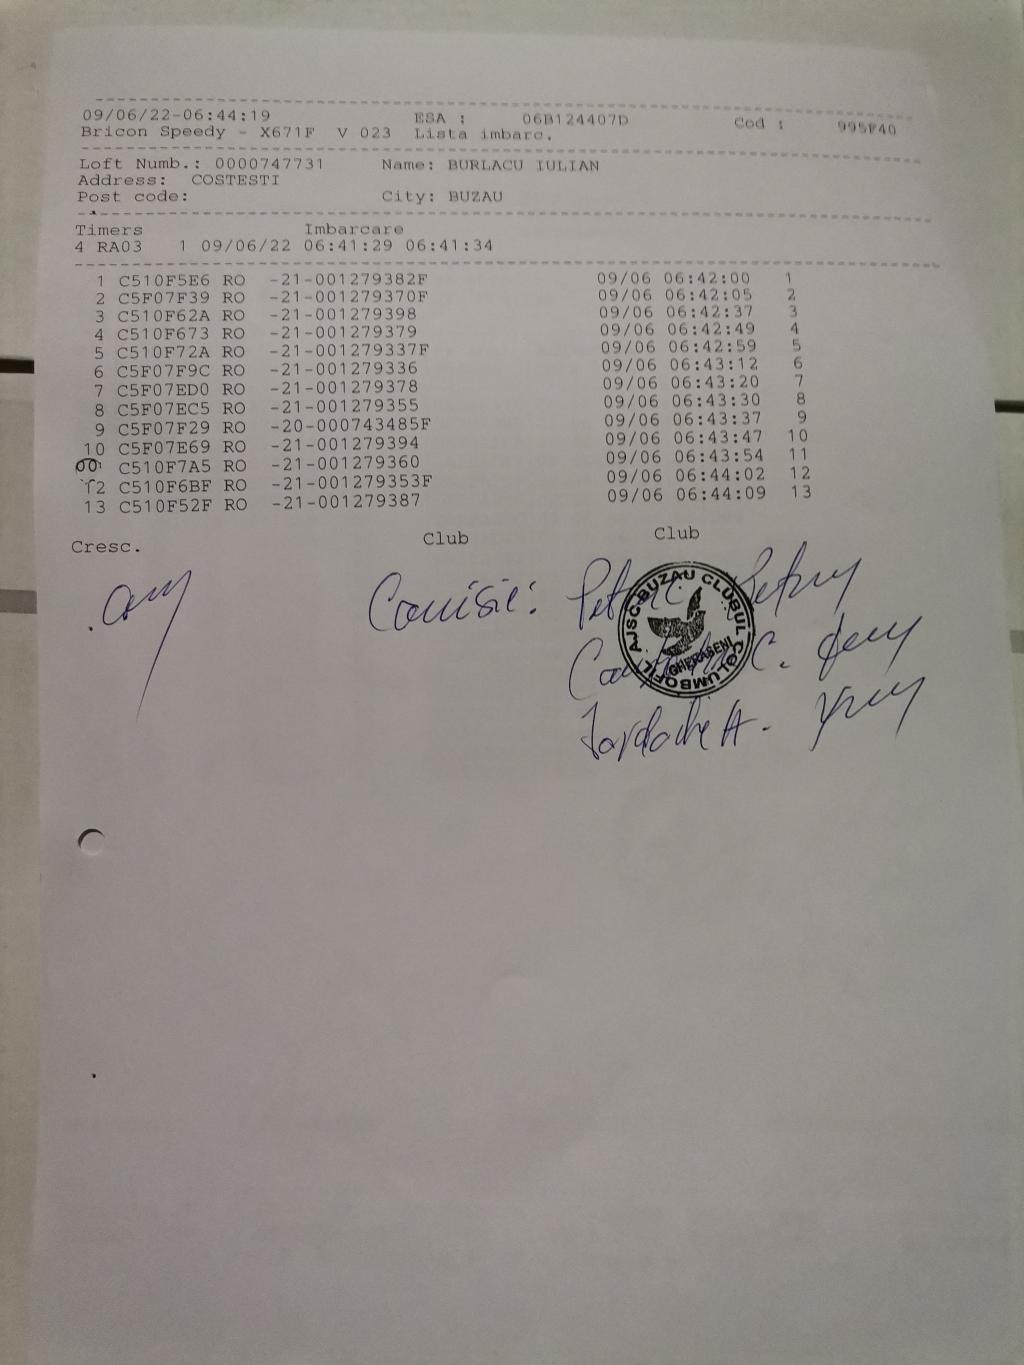 09/06/22-06:44:19 ESA : 06B124407D Cod : 995F40
Bricon Speedy - X671F V 023 Lista imbarc.
Loft Numb.: 0000747731 Name: BURLACU IULIAN
Address: COSTESTI
Post code: City: BUZAU
Timers Imbarcare
4 RA03 1 09/06/22 06:41:29 06:41:34
1 C510F5E6 RO -21-001279382F 09/06 06:42:00 1
2 C5F07F39 RO -21-001279370F 09/06 06:42:05 2
3 C510F62A RO -21-001279398 09/06 06:42:37 3
4 C510F673 RO -21-001279379 09/06 06:42:49 4
5 C510F72A RO -21-001279337F 09/06 06:42:59 5
6 C5F07F9C RO -21-001279336 09/06 06:43:12 6
7 C5F07ED0 RO -21-001279378 09/06 06:43:20 7
8 C5F07EC5 RO -21-001279355 09/06 06:43:30 8
9 C5F07F29 RO -20-000743485F 09/06 06:43:37 9
10 C5F07E69 RO -21-001279394 09/06 06:43:47 10
C510F7A5 RO -21-001279360 09/06 06:43:54 11
12 C510F6BF RO -21-001279353F 09/06 06:44:02 12
13 C510F52F RO -21-001279387 09/06 06:44:09 13
Cresc. Club Club
Comisie:
C.
Iordache A.
AJSC-BUZAU CLUBUL COLUMBOFIL
GHERASENI